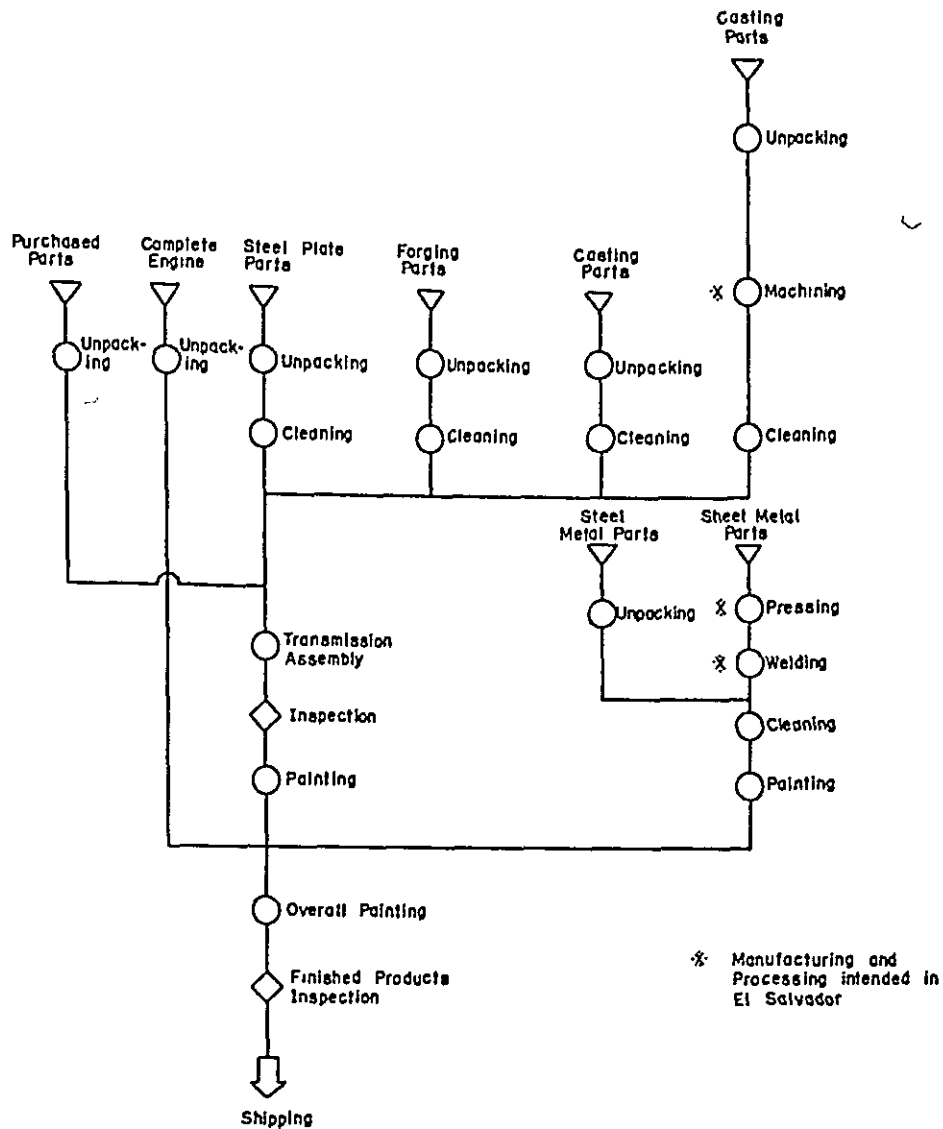 Casting
Parts
Unpacking
Purchased
Parts
Complete
Engine
Steel Plate
Parts
Forging
Parts
Casting
Parts
※ Machining
Unpack-
ing
Unpack-
ing
Unpacking
Unpacking
Unpacking
Cleaning
Cleaning
Cleaning
Cleaning
Steel
Metal Parts
Sheet Metal
Parts
Unpacking
※ Pressing
Transmission
Assembly
※ Welding
Inspection
Cleaning
Painting
Painting
Overall Painting
Finished Products
Inspection
※ Manufacturing and
Processing intended in
El Salvador
Shipping